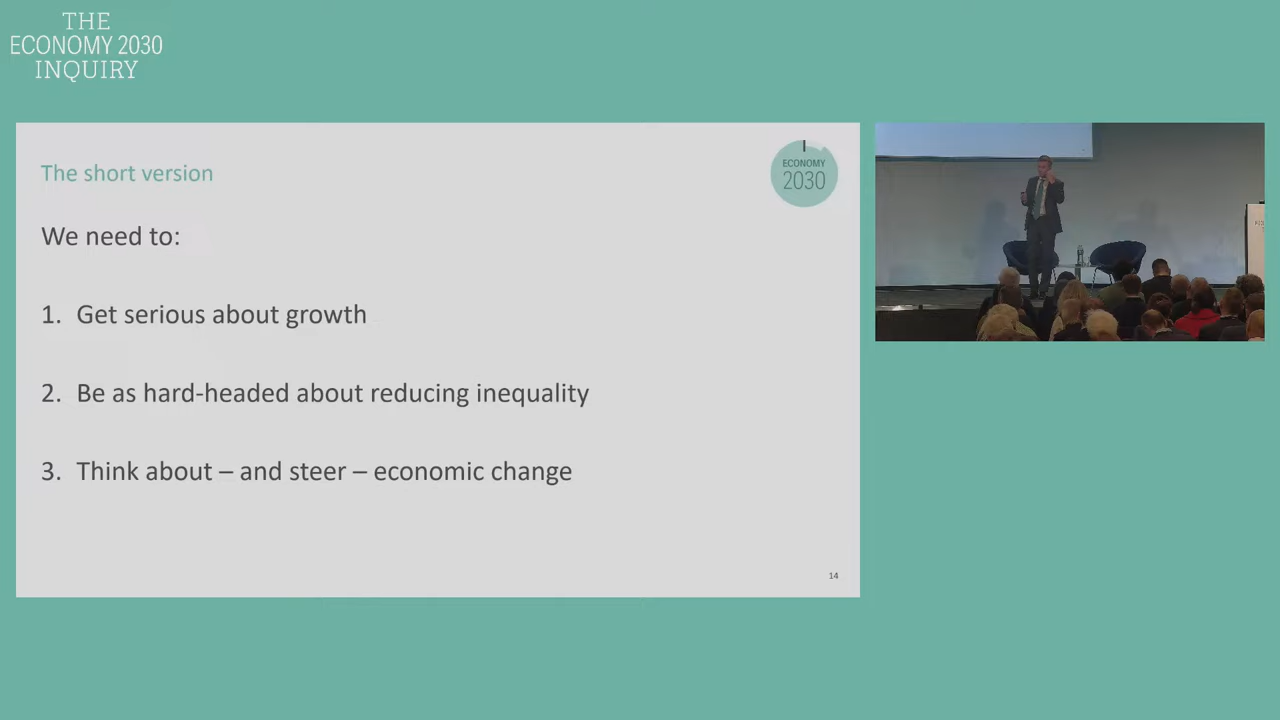 THE
ECONOMY 2030
INQUIRY
The short version
ECONOMY
2030
We need to:
1. Get serious about growth
2. Be as hard-headed about reducing inequality
3. Think about – and steer – economic change
14